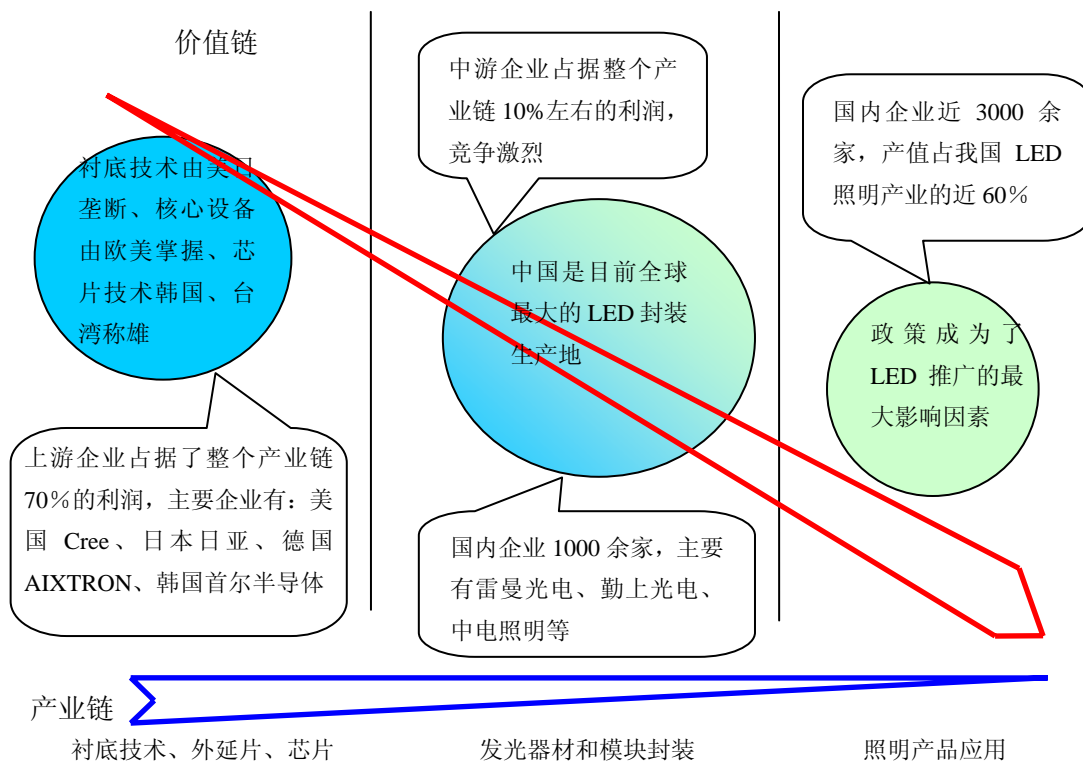 价值链
衬底技术由美日
垄断、核心设备
由欧美掌握、芯
片技术韩国、台
湾称雄
上游企业占据了整个产业链
70％的利润，主要企业有：美
国 Cree、日本日亚、德国
AIXTRON、韩国首尔半导体
中游企业占据整个产
业链 10%左右的利润，
竞争激烈
中国是目前全球
最大的 LED 封装
生产地
国内企业 1000 余家，主要
有雷曼光电、勤上光电、
中电照明等
国内企业近 3000 余
家，产值占我国 LED
照明产业的近 60％
政策成为了
LED 推广的最
大影响因素
产业链
衬底技术、外延片、芯片
发光器材和模块封装
照明产品应用